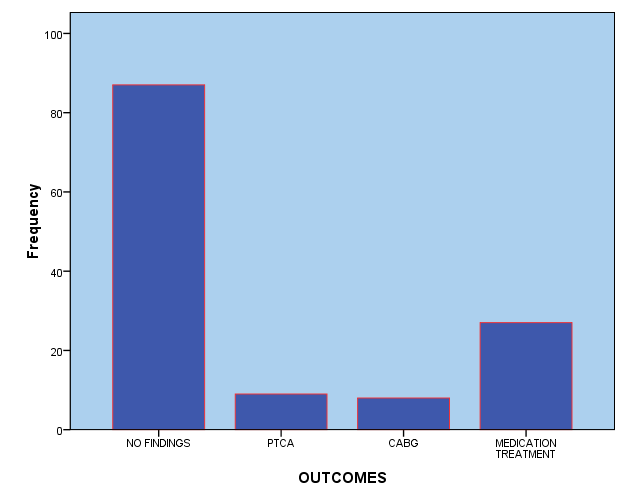 100
80
60
40
20
0
Frequency
NO FINDINGS
PTCA
CABG
MEDICATION
TREATMENT
OUTCOMES